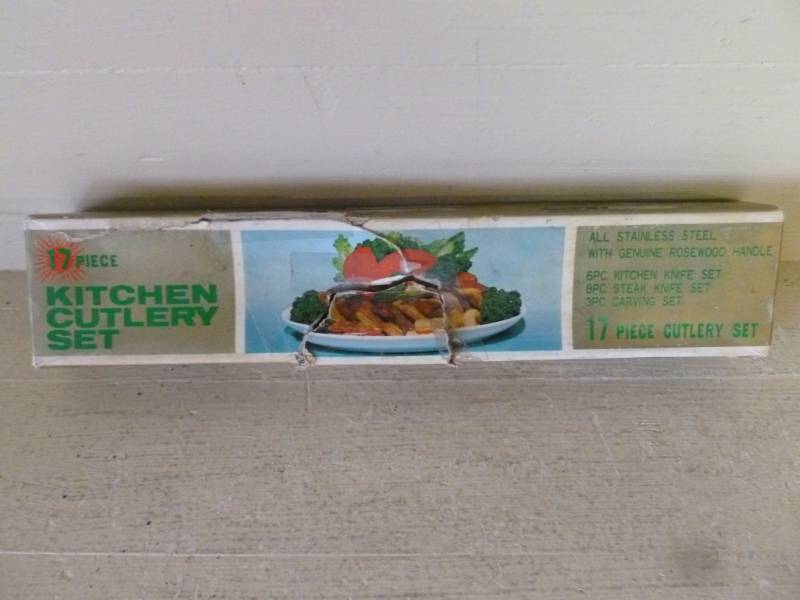 17 PIECE
KITCHEN
CUTLERY
SET
ALL STAINLESS STEEL
WITH GENUINE ROSEWOOD HANDLE
6PC. KITCHEN KNIFE SET
8PC STEAK KNIFE SET
3PC CARVING SET
17 PIECE CUTLERY SET